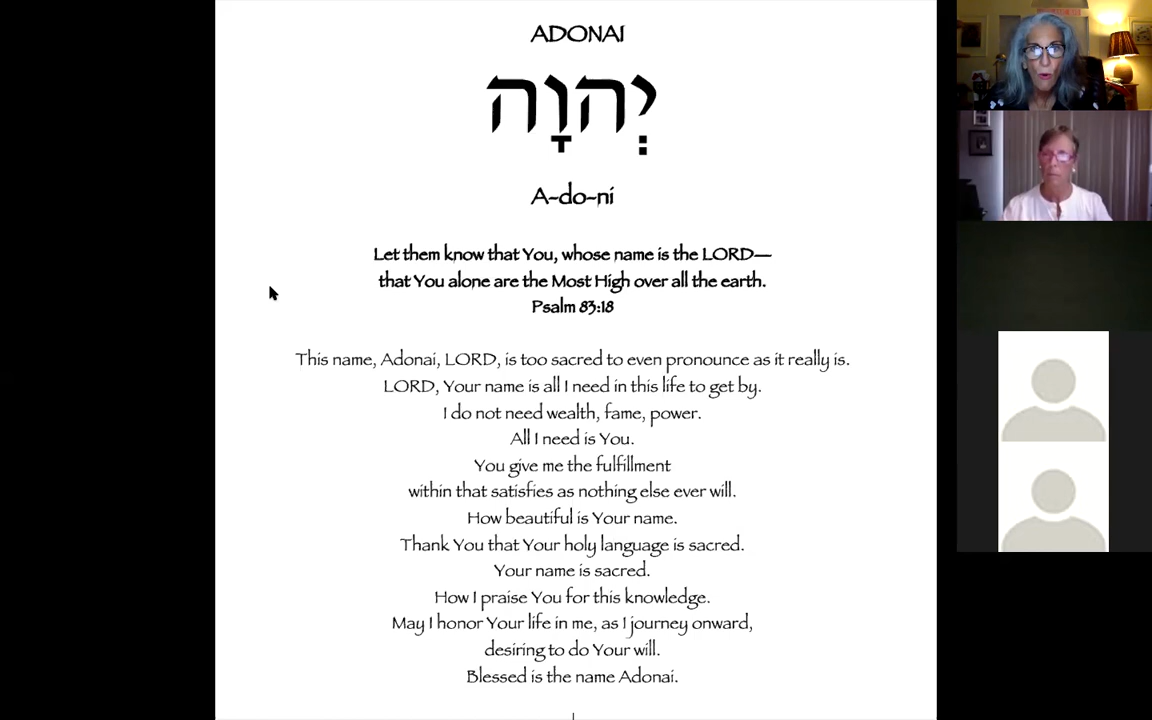 ADONAI
יְהוָה
A-do-ni
Let them know that You, whose name is the LORD—
that You alone are the Most High over all the earth.
Psalm 83:18
This name, Adonai, LORD, is too sacred to even pronounce as it really is.
LORD, Your name is all I need in this life to get by.
I do not need wealth, fame, power.
All I need is You.
You give me the fulfillment
within that satisfies as nothing else ever will.
How beautiful is Your name.
Thank You that Your holy language is sacred.
Your name is sacred.
How I praise You for this knowledge.
May I honor Your life in me, as I journey onward,
desiring to do Your will.
Blessed is the name Adonai.